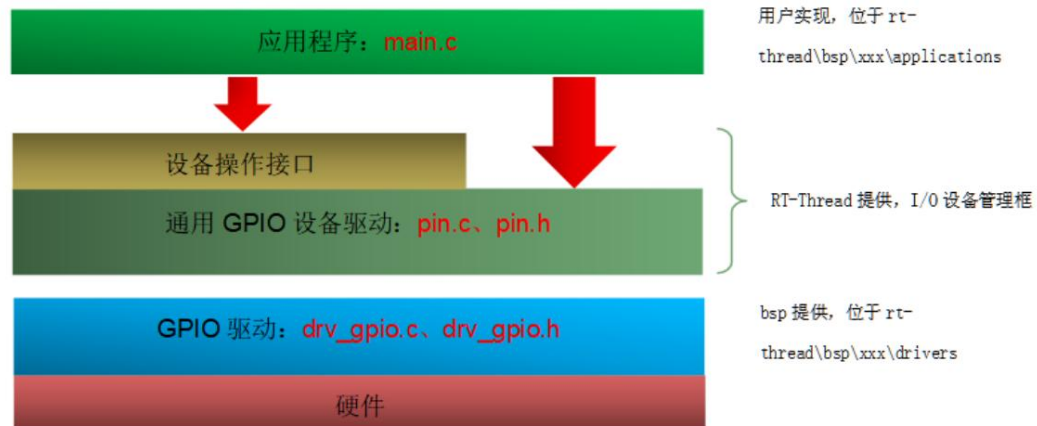 应用程序：main.c
用户实现，位于 rt-
thread\bsp\xxx\applications
设备操作接口
通用 GPIO 设备驱动：pin.c、pin.h
RT-Thread 提供，I/O 设备管理框
GPIO 驱动：drv_gpio.c、drv_gpio.h
bsp 提供，位于 rt-
thread\bsp\xxx\drivers
硬件